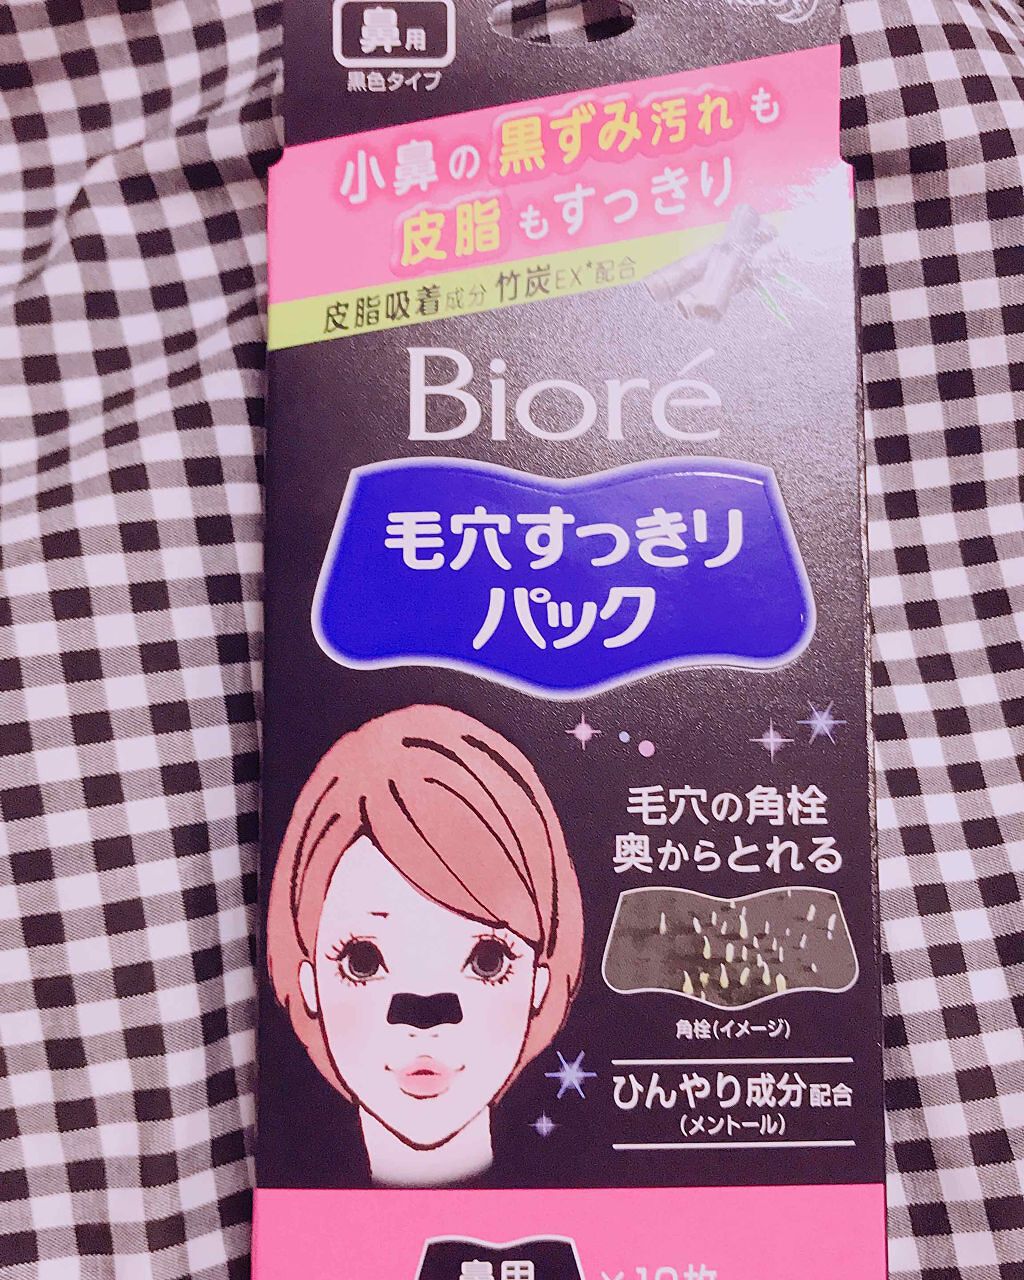 鼻用
黒色タイプ
小鼻の黒ずみ汚れも
皮脂もすっきり
皮脂吸着成分竹炭EX*配合
Bioré
毛穴すっきり
パック
毛穴の角栓
奥からとれる
角栓(イメージ)
ひんやり成分配合
(メントール)
鼻用 ×10枚